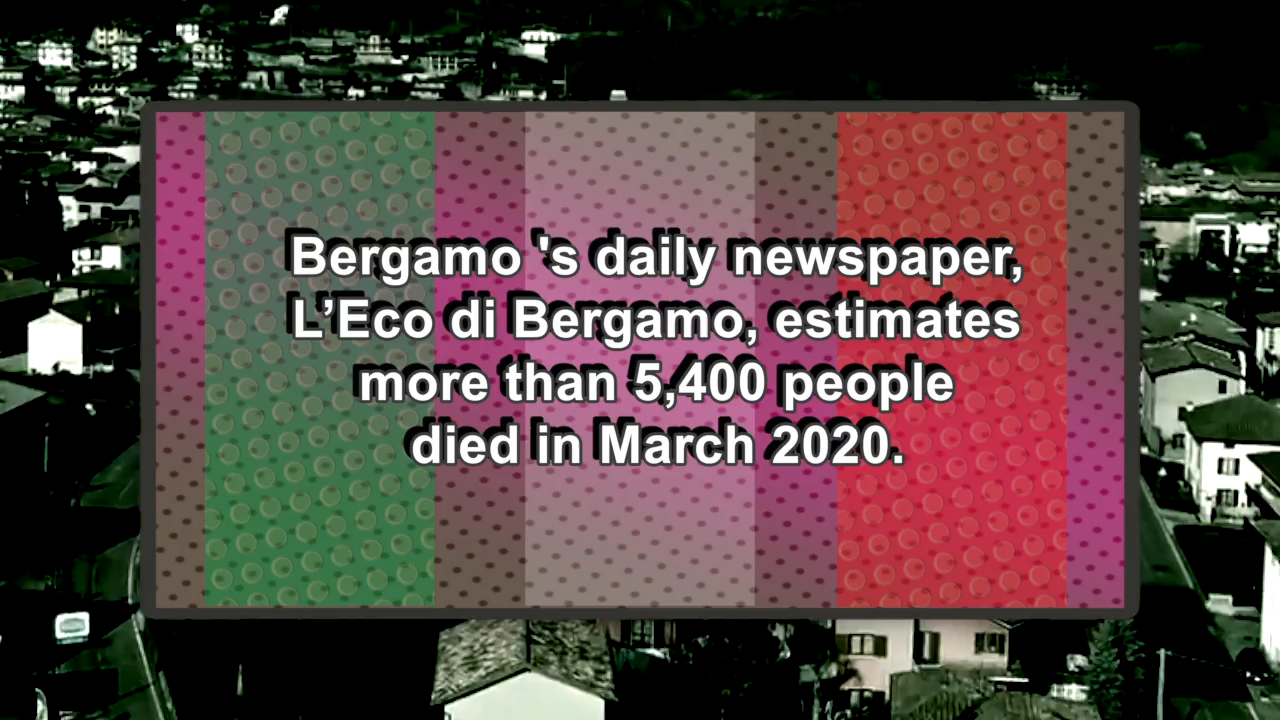 Bergamo 's daily newspaper,
L’Eco di Bergamo, estimates
more than 5,400 people
died in March 2020.